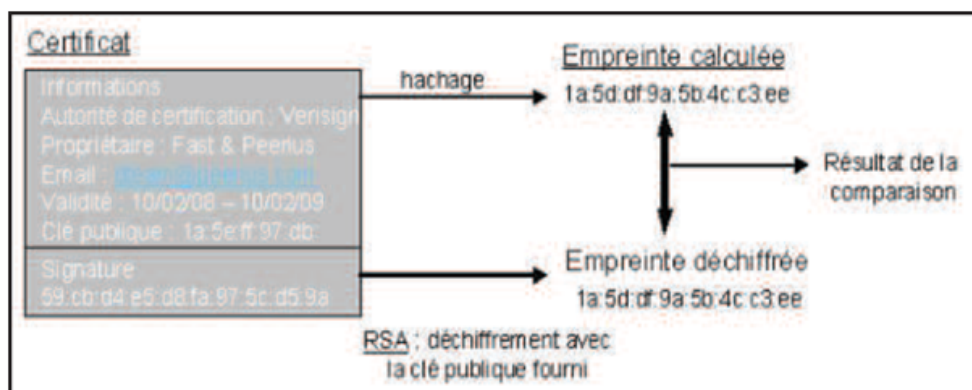 Certificat
Informations
Autorité de certification : Verisign
Propriétaire : Fast & Peerius
Email :
Validité : 10/02/08 – 10/02/09
Clé publique : 1a:5e:ff:97:db
Signature
59:cb:d4:e5:d8:fa:97:5c:d5:9a
hachage
Empreinte calculée
1a:5d:df:9a:5b:4c:c3:ee
Résultat de la
comparaison
Empreinte déchiffrée
1a:5d:df:9a:5b:4c:c3:ee
RSA : déchiffrement avec
la clé publique fourni